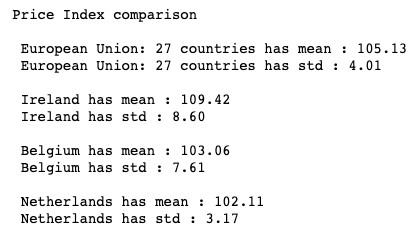 Price Index comparison
European Union: 27 countries has mean : 105.13
European Union: 27 countries has std : 4.01
Ireland has mean : 109.42
Ireland has std : 8.60
Belgium has mean : 103.06
Belgium has std : 7.61
Netherlands has mean : 102.11
Netherlands has std : 3.17